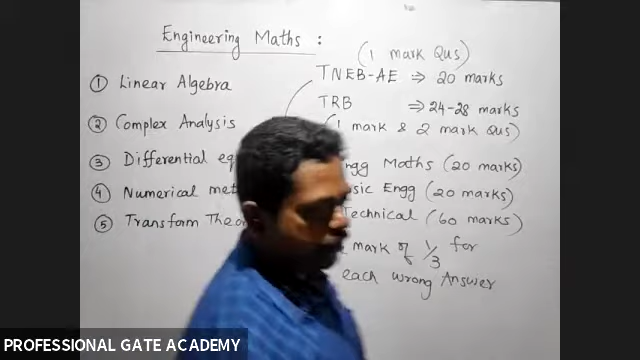 Engineering Maths :
(1 mark Qus)
① Linear Algebra
TNEB-AE ⇒ 20 marks
TRB ⇒ 24-28 marks
② Complex Analysis
(1 mark & 2 mark Qus)
③ Differential eq
ngg Maths (20 marks)
④ Numerical met
sic Engg (20 marks)
⑤ Transform Theo
Technical (60 marks)
mark of 1/3 for
each wrong Answer
PROFESSIONAL GATE ACADEMY